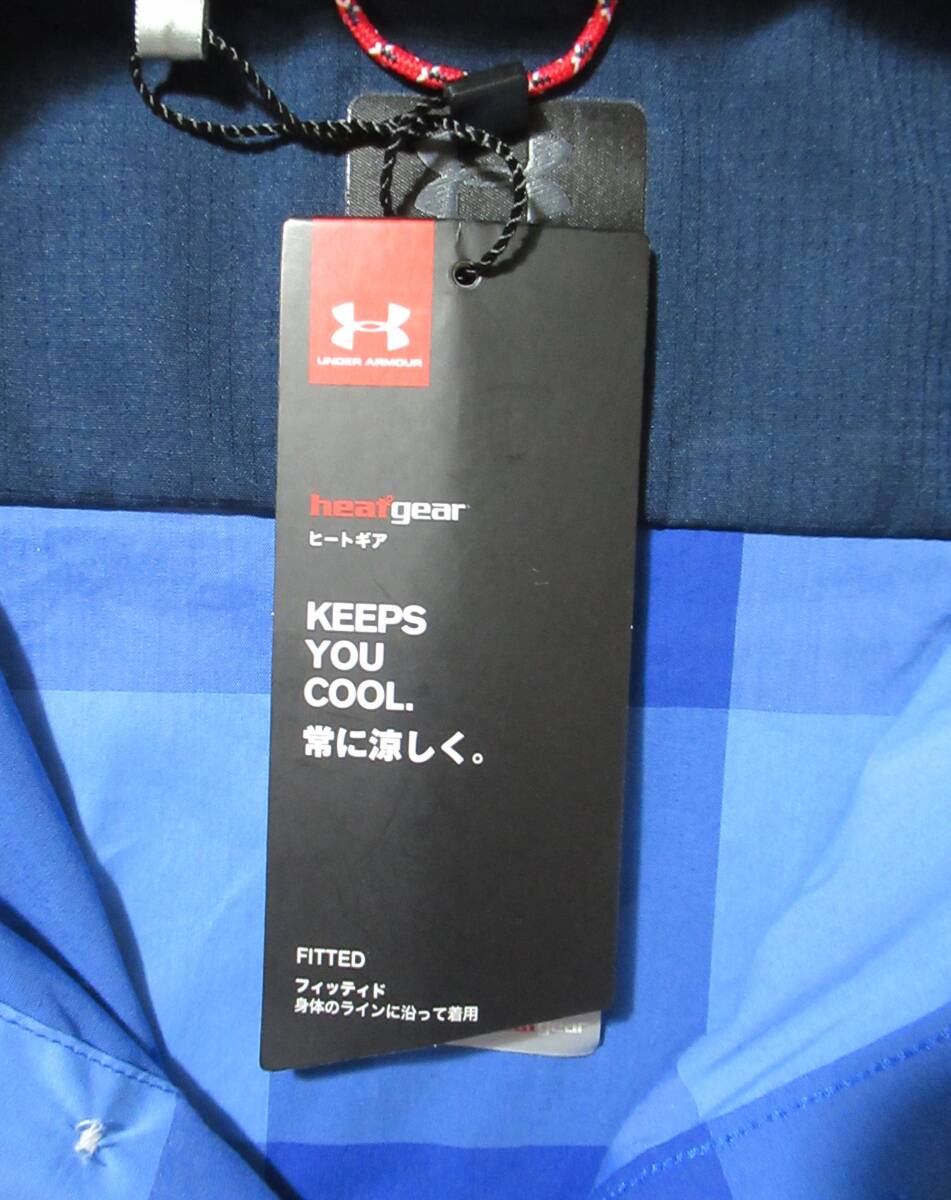 UNDER ARMOUR
heatgear
ヒートギア
KEEPS
YOU
COOL.
常に涼しく。
FITTED
フィッティド
身体のラインに沿って着用
gear